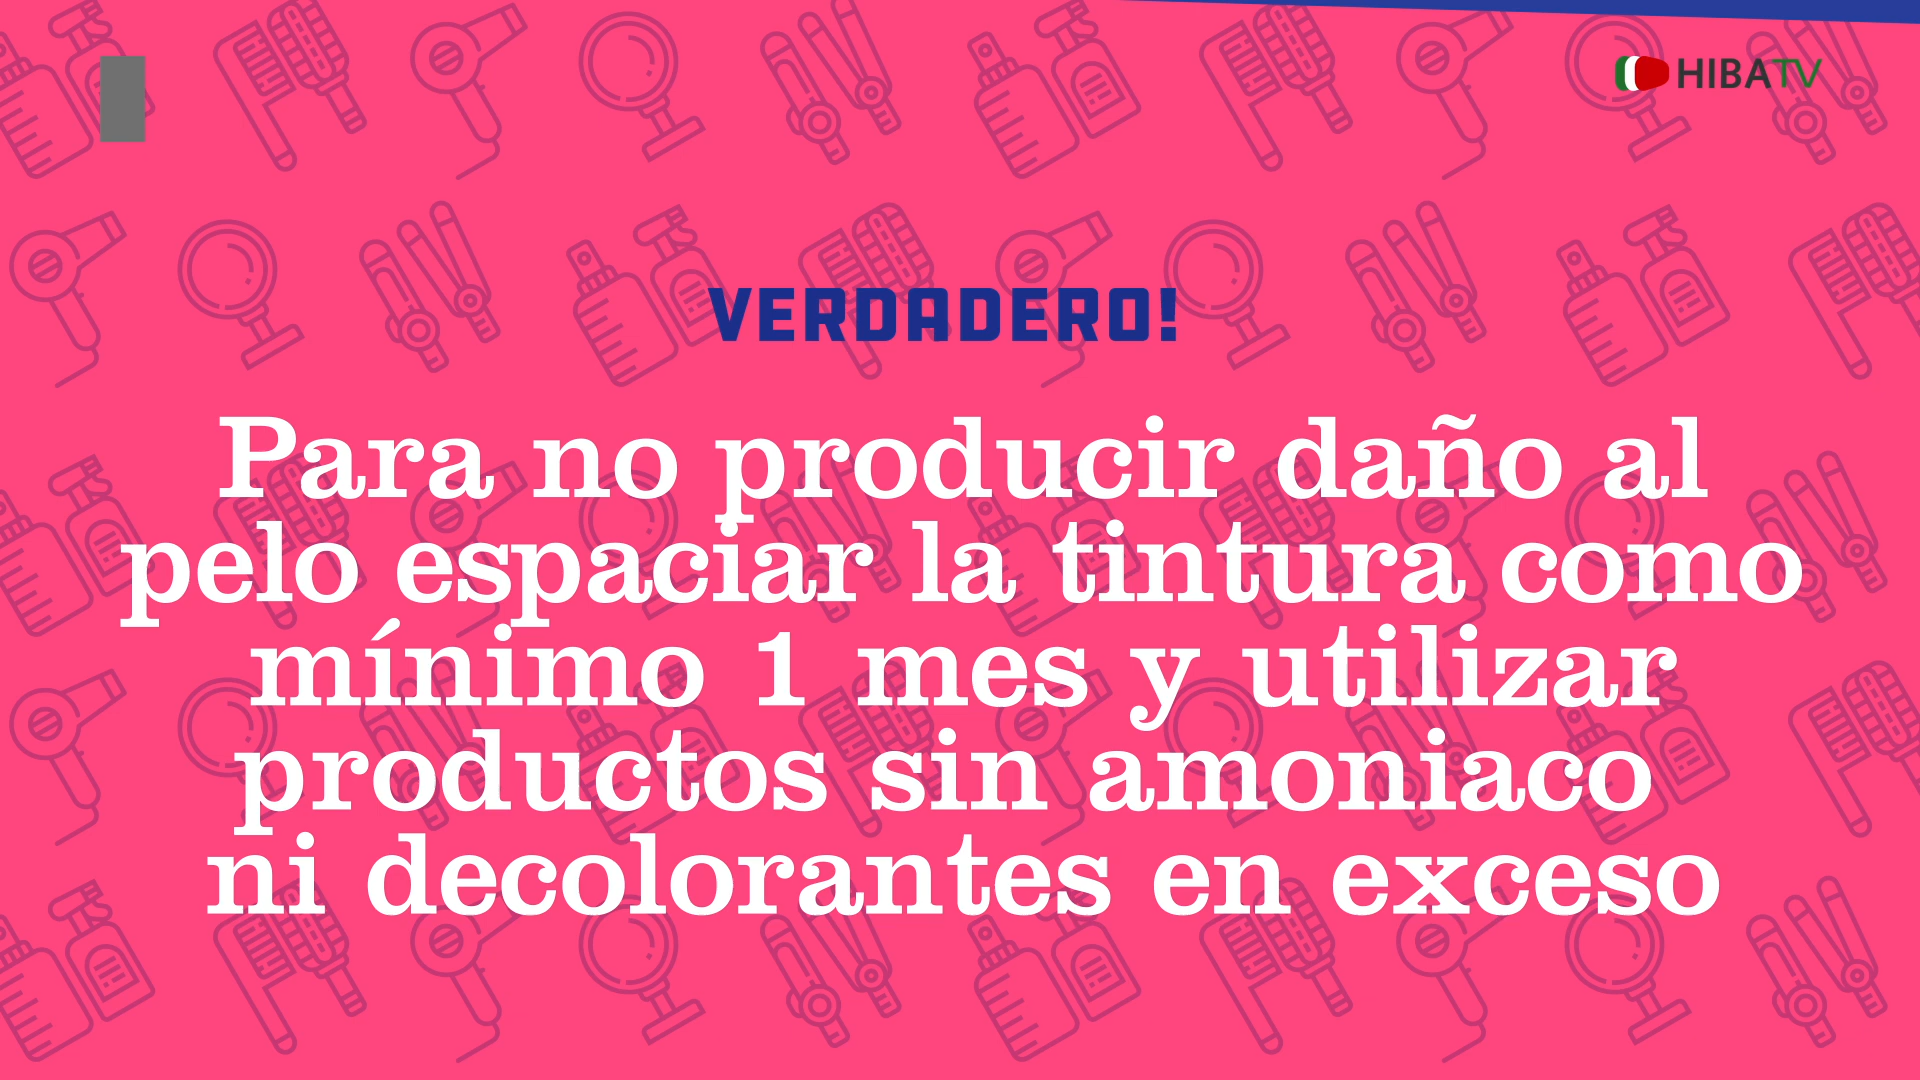 HIBATV
VERDADERO!
Para no producir daño al
pelo espaciar la tintura como
mínimo 1 mes y utilizar
productos sin amoniaco
ni decolorantes en exceso